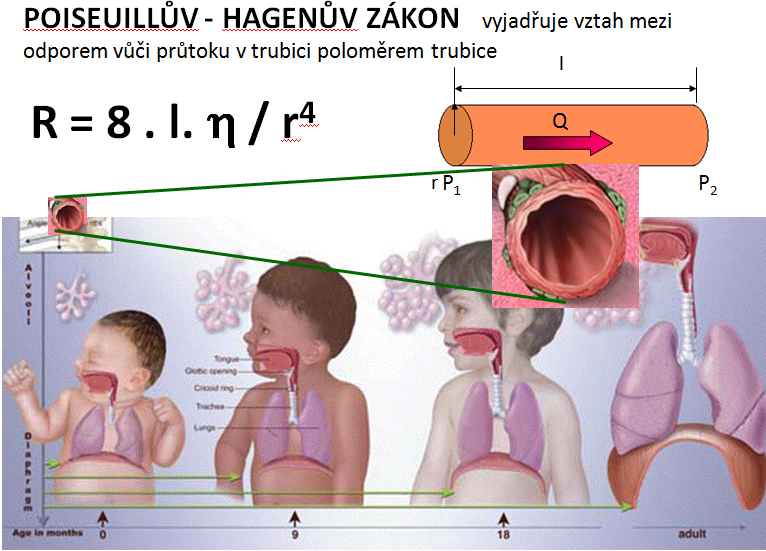 POISEUILLŮV - HAGENŮV ZÁKON vyjadřuje vztah mezi
odporem vůči průtoku v trubici poloměrem trubice
l
R = 8 . l. η / r⁴
Q
r P₁
P₂
Alveoli
Tongue
Glottic opening
Cricoid ring
Trachea
Lungs
Diaphragm
Age in months
0
9
18
adult